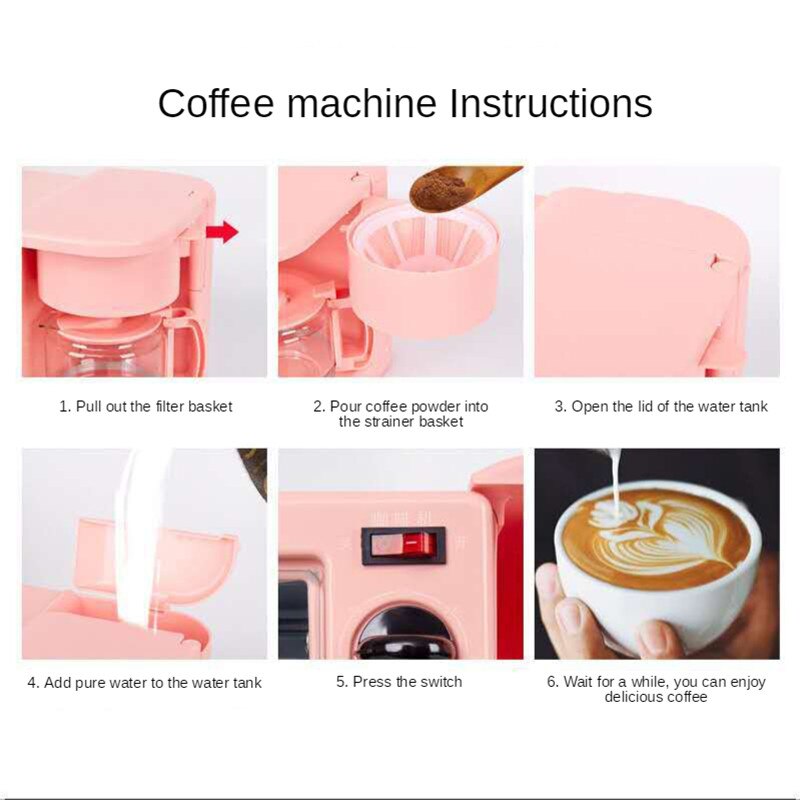 Coffee machine Instructions
1. Pull out the filter basket
2. Pour coffee powder into
the strainer basket
3. Open the lid of the water tank
4. Add pure water to the water tank
5. Press the switch
6. Wait for a while, you can enjoy
delicious coffee